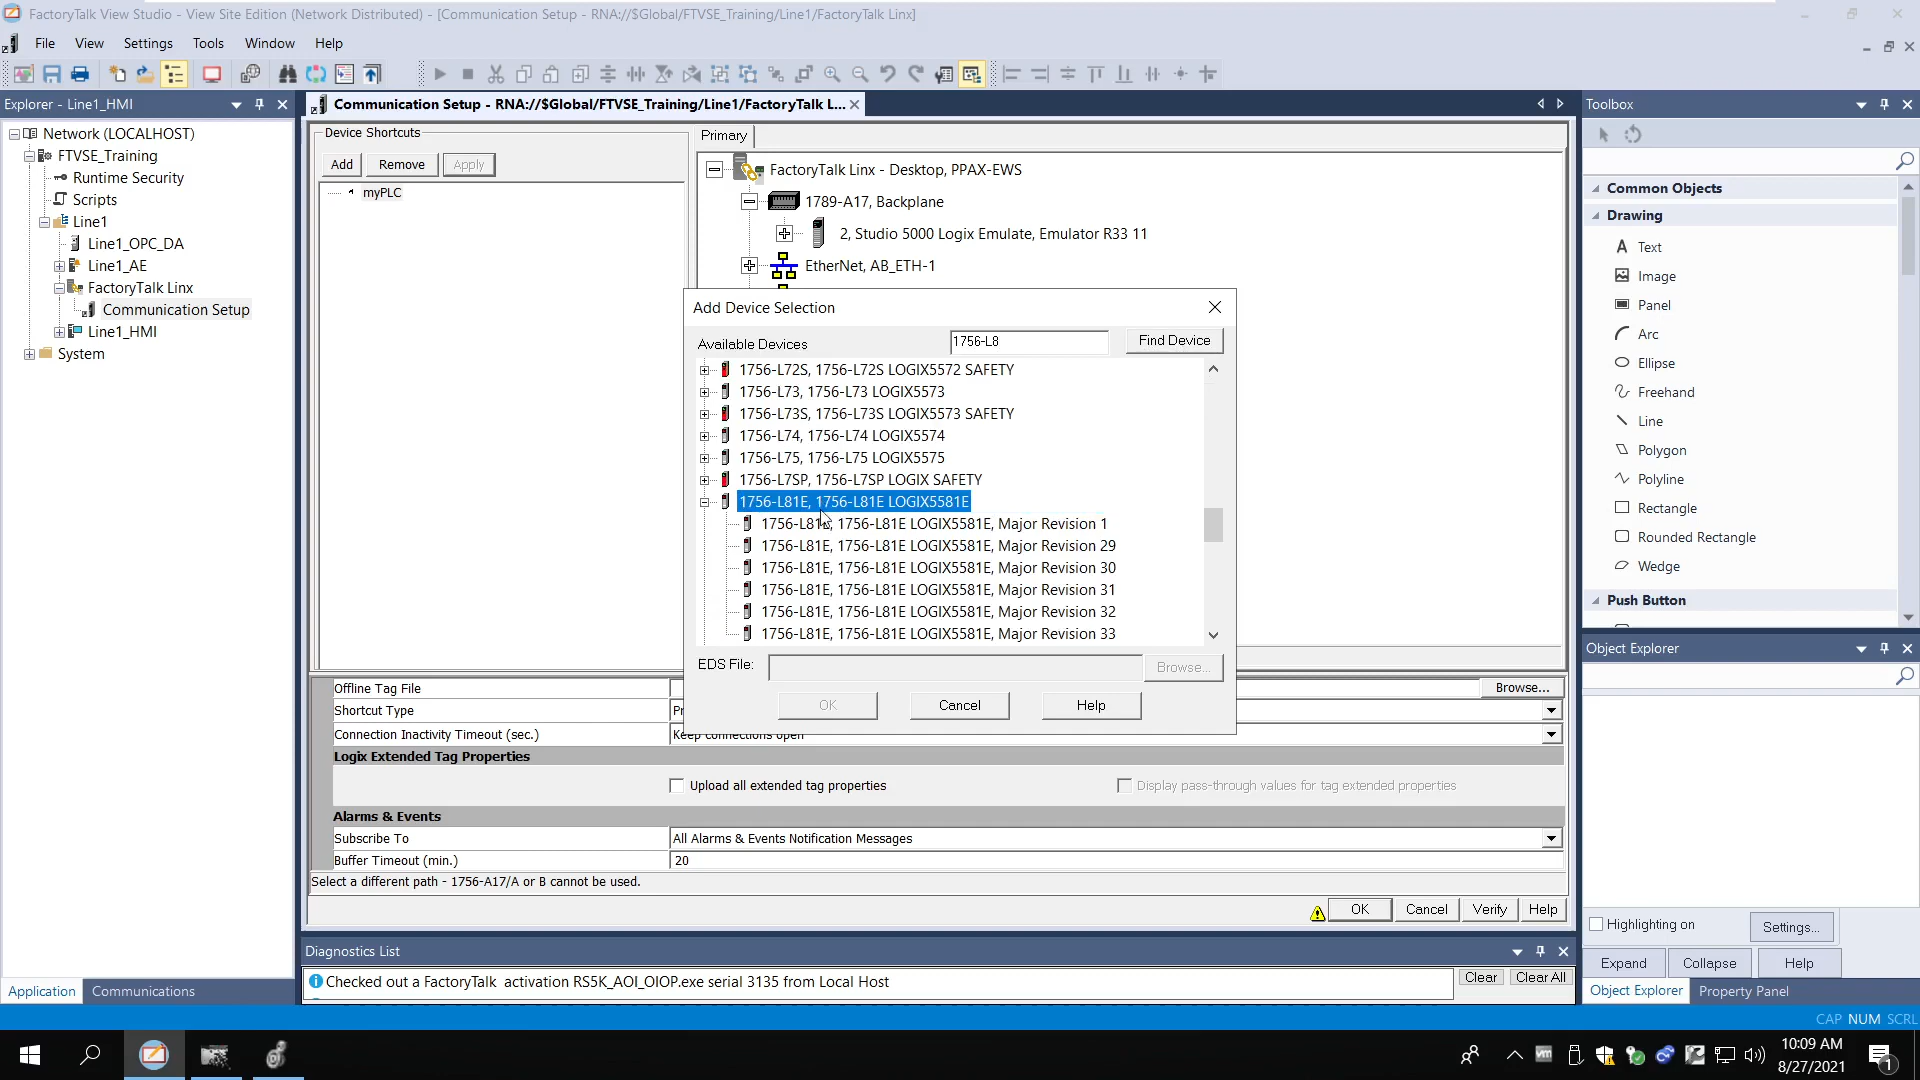 FactoryTalk View Studio - View Site Edition (Network Distributed) - [Communication Setup - RNA://$Global/FTVSE_Training/Line1/FactoryTalk Linx]
File View Settings Tools Window Help
Explorer - Line1_HMI
Network (LOCALHOST)
FTVSE_Training
Runtime Security
Scripts
Line1
Line1_OPC_DA
Line1_AE
FactoryTalk Linx
Communication Setup
Line1_HMI
System
Application
Communications
Communication Setup - RNA://$Global/FTVSE_Training/Line1/FactoryTalk L...
Device Shortcuts
Add
Remove
Apply
myPLC
Primary
FactoryTalk Linx - Desktop, PPAX-EWS
1789-A17, Backplane
2, Studio 5000 Logix Emulate, Emulator R33 11
EtherNet, AB_ETH-1
Add Device Selection
Available Devices
1756-L8
Find Device
1756-L72S, 1756-L72S LOGIX5572 SAFETY
1756-L73, 1756-L73 LOGIX5573
1756-L73S, 1756-L73S LOGIX5573 SAFETY
1756-L74, 1756-L74 LOGIX5574
1756-L75, 1756-L75 LOGIX5575
1756-L7SP, 1756-L7SP LOGIX SAFETY
1756-L81E, 1756-L81E LOGIX5581E
1756-L81E, 1756-L81E LOGIX5581E, Major Revision 1
1756-L81E, 1756-L81E LOGIX5581E, Major Revision 29
1756-L81E, 1756-L81E LOGIX5581E, Major Revision 30
1756-L81E, 1756-L81E LOGIX5581E, Major Revision 31
1756-L81E, 1756-L81E LOGIX5581E, Major Revision 32
1756-L81E, 1756-L81E LOGIX5581E, Major Revision 33
EDS File:
Browse...
OK
Cancel
Help
Offline Tag File
Browse...
Shortcut Type
Connection Inactivity Timeout (sec.)
Keep connections open
Logix Extended Tag Properties
Upload all extended tag properties
Display pass-through values for tag extended properties
Alarms & Events
Subscribe To
All Alarms & Events Notification Messages
Buffer Timeout (min.)
20
Select a different path - 1756-A17/A or B cannot be used.
OK
Cancel
Verify
Help
Diagnostics List
Checked out a FactoryTalk activation RS5K_AOI_OIOP.exe serial 3135 from Local Host
Clear
Clear All
Toolbox
Common Objects
Drawing
Text
Image
Panel
Arc
Ellipse
Freehand
Line
Polygon
Polyline
Rectangle
Rounded Rectangle
Wedge
Push Button
Object Explorer
Highlighting on
Settings...
Expand
Collapse
Help
Object Explorer
Property Panel
CAP NUM SCRL
10:09 AM
8/27/2021
1